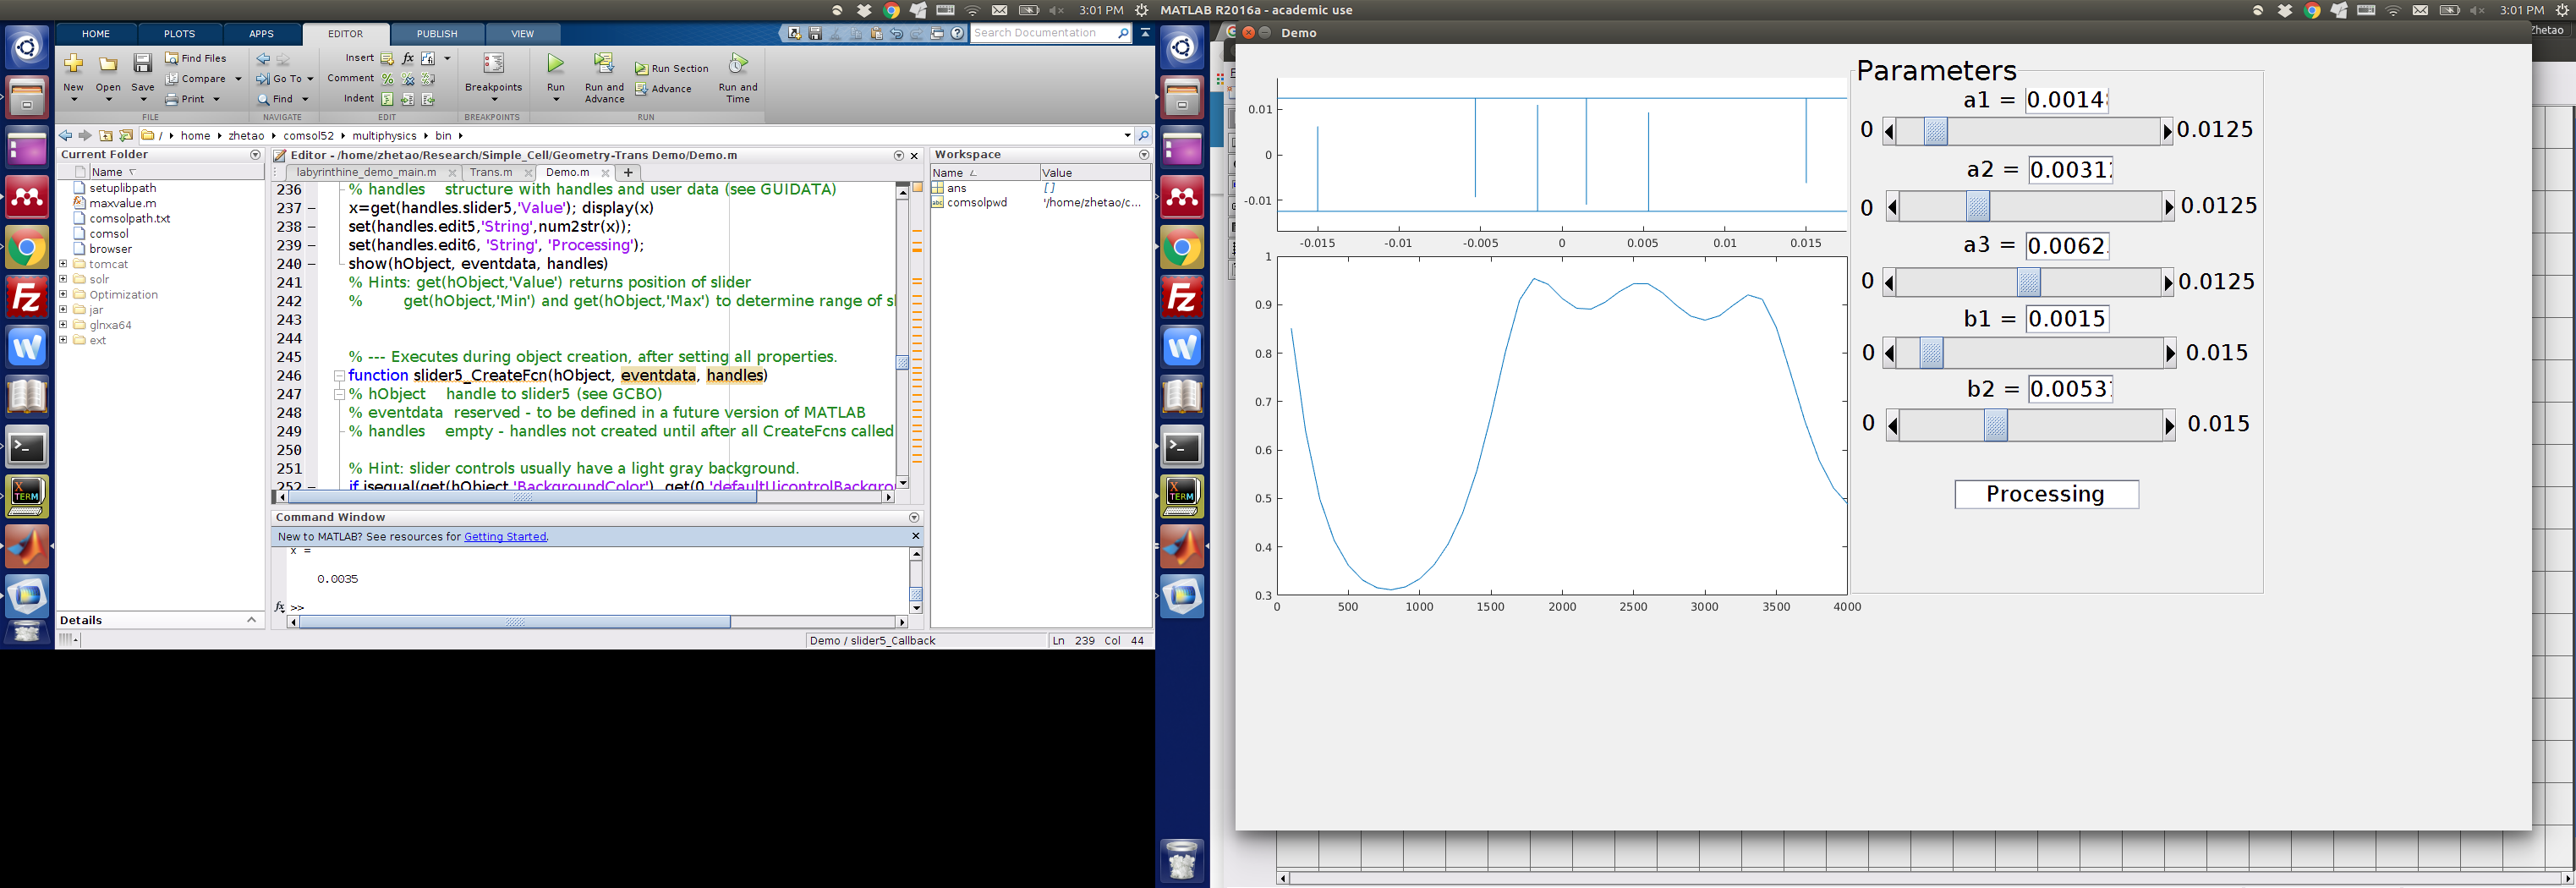 3:01 PM
MATLAB R2016a - academic use
3:01 PM
HOME PLOTS APPS EDITOR PUBLISH VIEW
Search Documentation
New Open Save
Find Files
Compare
Print
Go To
Find
Insert
Comment
Indent
fx
Breakpoints
Run
Run and Advance
Run Section
Advance
Run and Time
FILE NAVIGATE EDIT BREAKPOINTS RUN
/ home zhetao comsol52 multiphysics bin
Current Folder
Name
setuplibpath
maxvalue.m
comsolpath.txt
comsol
browser
tomcat
solr
Optimization
jar
glnxa64
ext
Details
Editor - /home/zhetao/Research/Simple_Cell/Geometry-Trans Demo/Demo.m
labyrinthine_demo_main.m Trans.m Demo.m
236 % handles structure with handles and user data (see GUIDATA)
237 x=get(handles.slider5,'Value'); display(x)
238 set(handles.edit5,'String',num2str(x));
239 set(handles.edit6, 'String', 'Processing');
240 show(hObject, eventdata, handles)
241 % Hints: get(hObject,'Value') returns position of slider
242 % get(hObject,'Min') and get(hObject,'Max') to determine range of sl
243
244
245 % --- Executes during object creation, after setting all properties.
246 function slider5_CreateFcn(hObject, eventdata, handles)
247 % hObject handle to slider5 (see GCBO)
248 % eventdata reserved - to be defined in a future version of MATLAB
249 % handles empty - handles not created until after all CreateFcns called
250
251 % Hint: slider controls usually have a light gray background.
252 if isequal(get(hObject,'BackgroundColor'), get(0,'defaultUicontrolBackgrou
Command Window
New to MATLAB? See resources for Getting Started.
x =
0.0035
fx >>
Workspace
Name Value
ans []
comsolpwd '/home/zhetao/c...
Demo / slider5_Callback
Ln 239 Col 44
Fz
W
X TERM
Fz
W
X TERM
Demo
Zhetao
0.01
0
-0.01
-0.015 -0.01 -0.005 0 0.005 0.01 0.015
1
0.9
0.8
0.7
0.6
0.5
0.4
0.3
0 500 1000 1500 2000 2500 3000 3500 4000
Parameters
a1 = 0.00148
0 0.0125
a2 = 0.00312
0 0.0125
a3 = 0.0062
0 0.0125
b1 = 0.0015
0 0.015
b2 = 0.00537
0 0.015
Processing